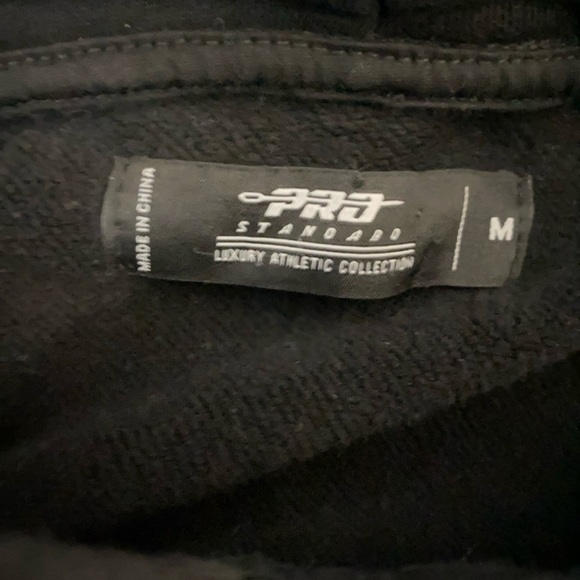 MADE IN CHINA
PRO
STANDARD
LUXURY ATHLETIC COLLECTION
M